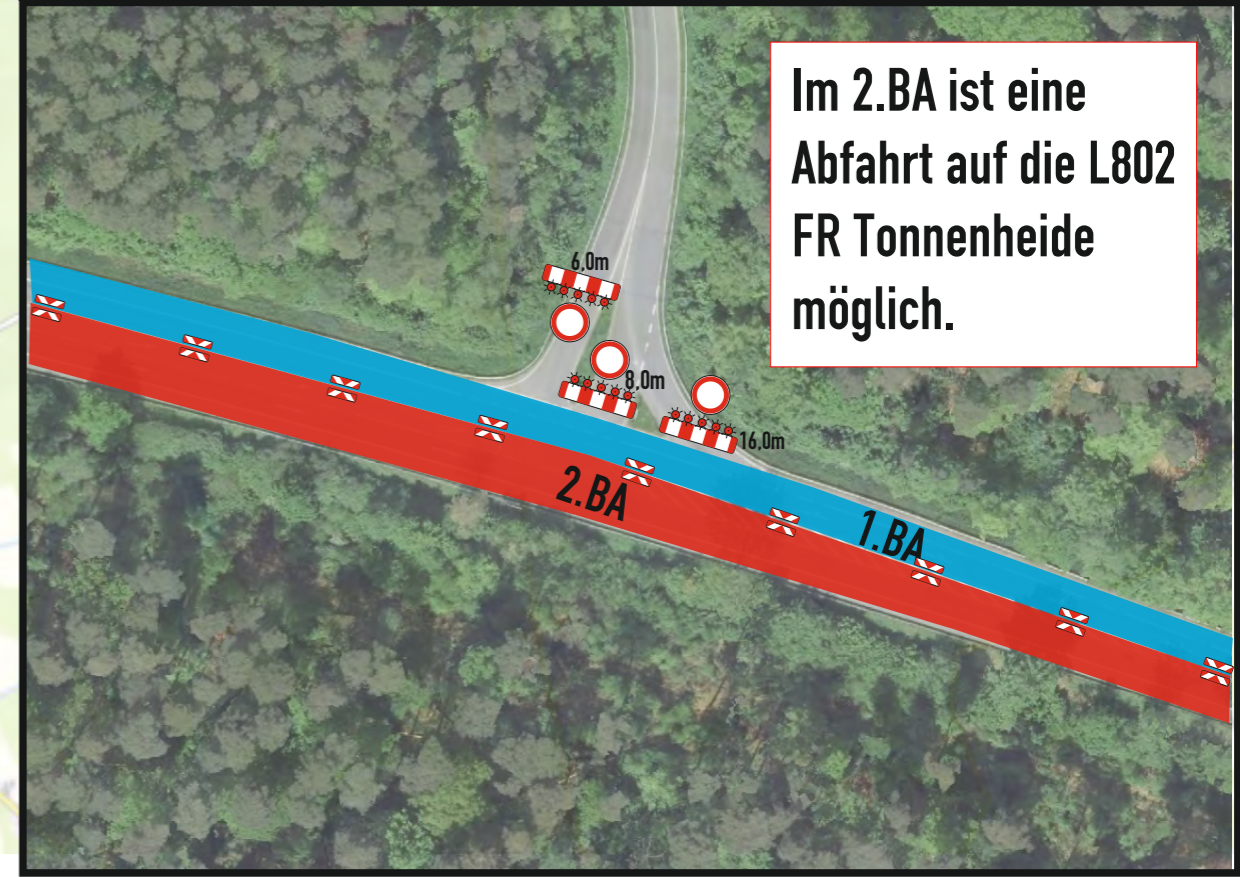 Im 2.BA ist eine
Abfahrt auf die L802
FR Tonnenheide
möglich.
6,0m
8,0m
16,0m
2.BA
1.BA